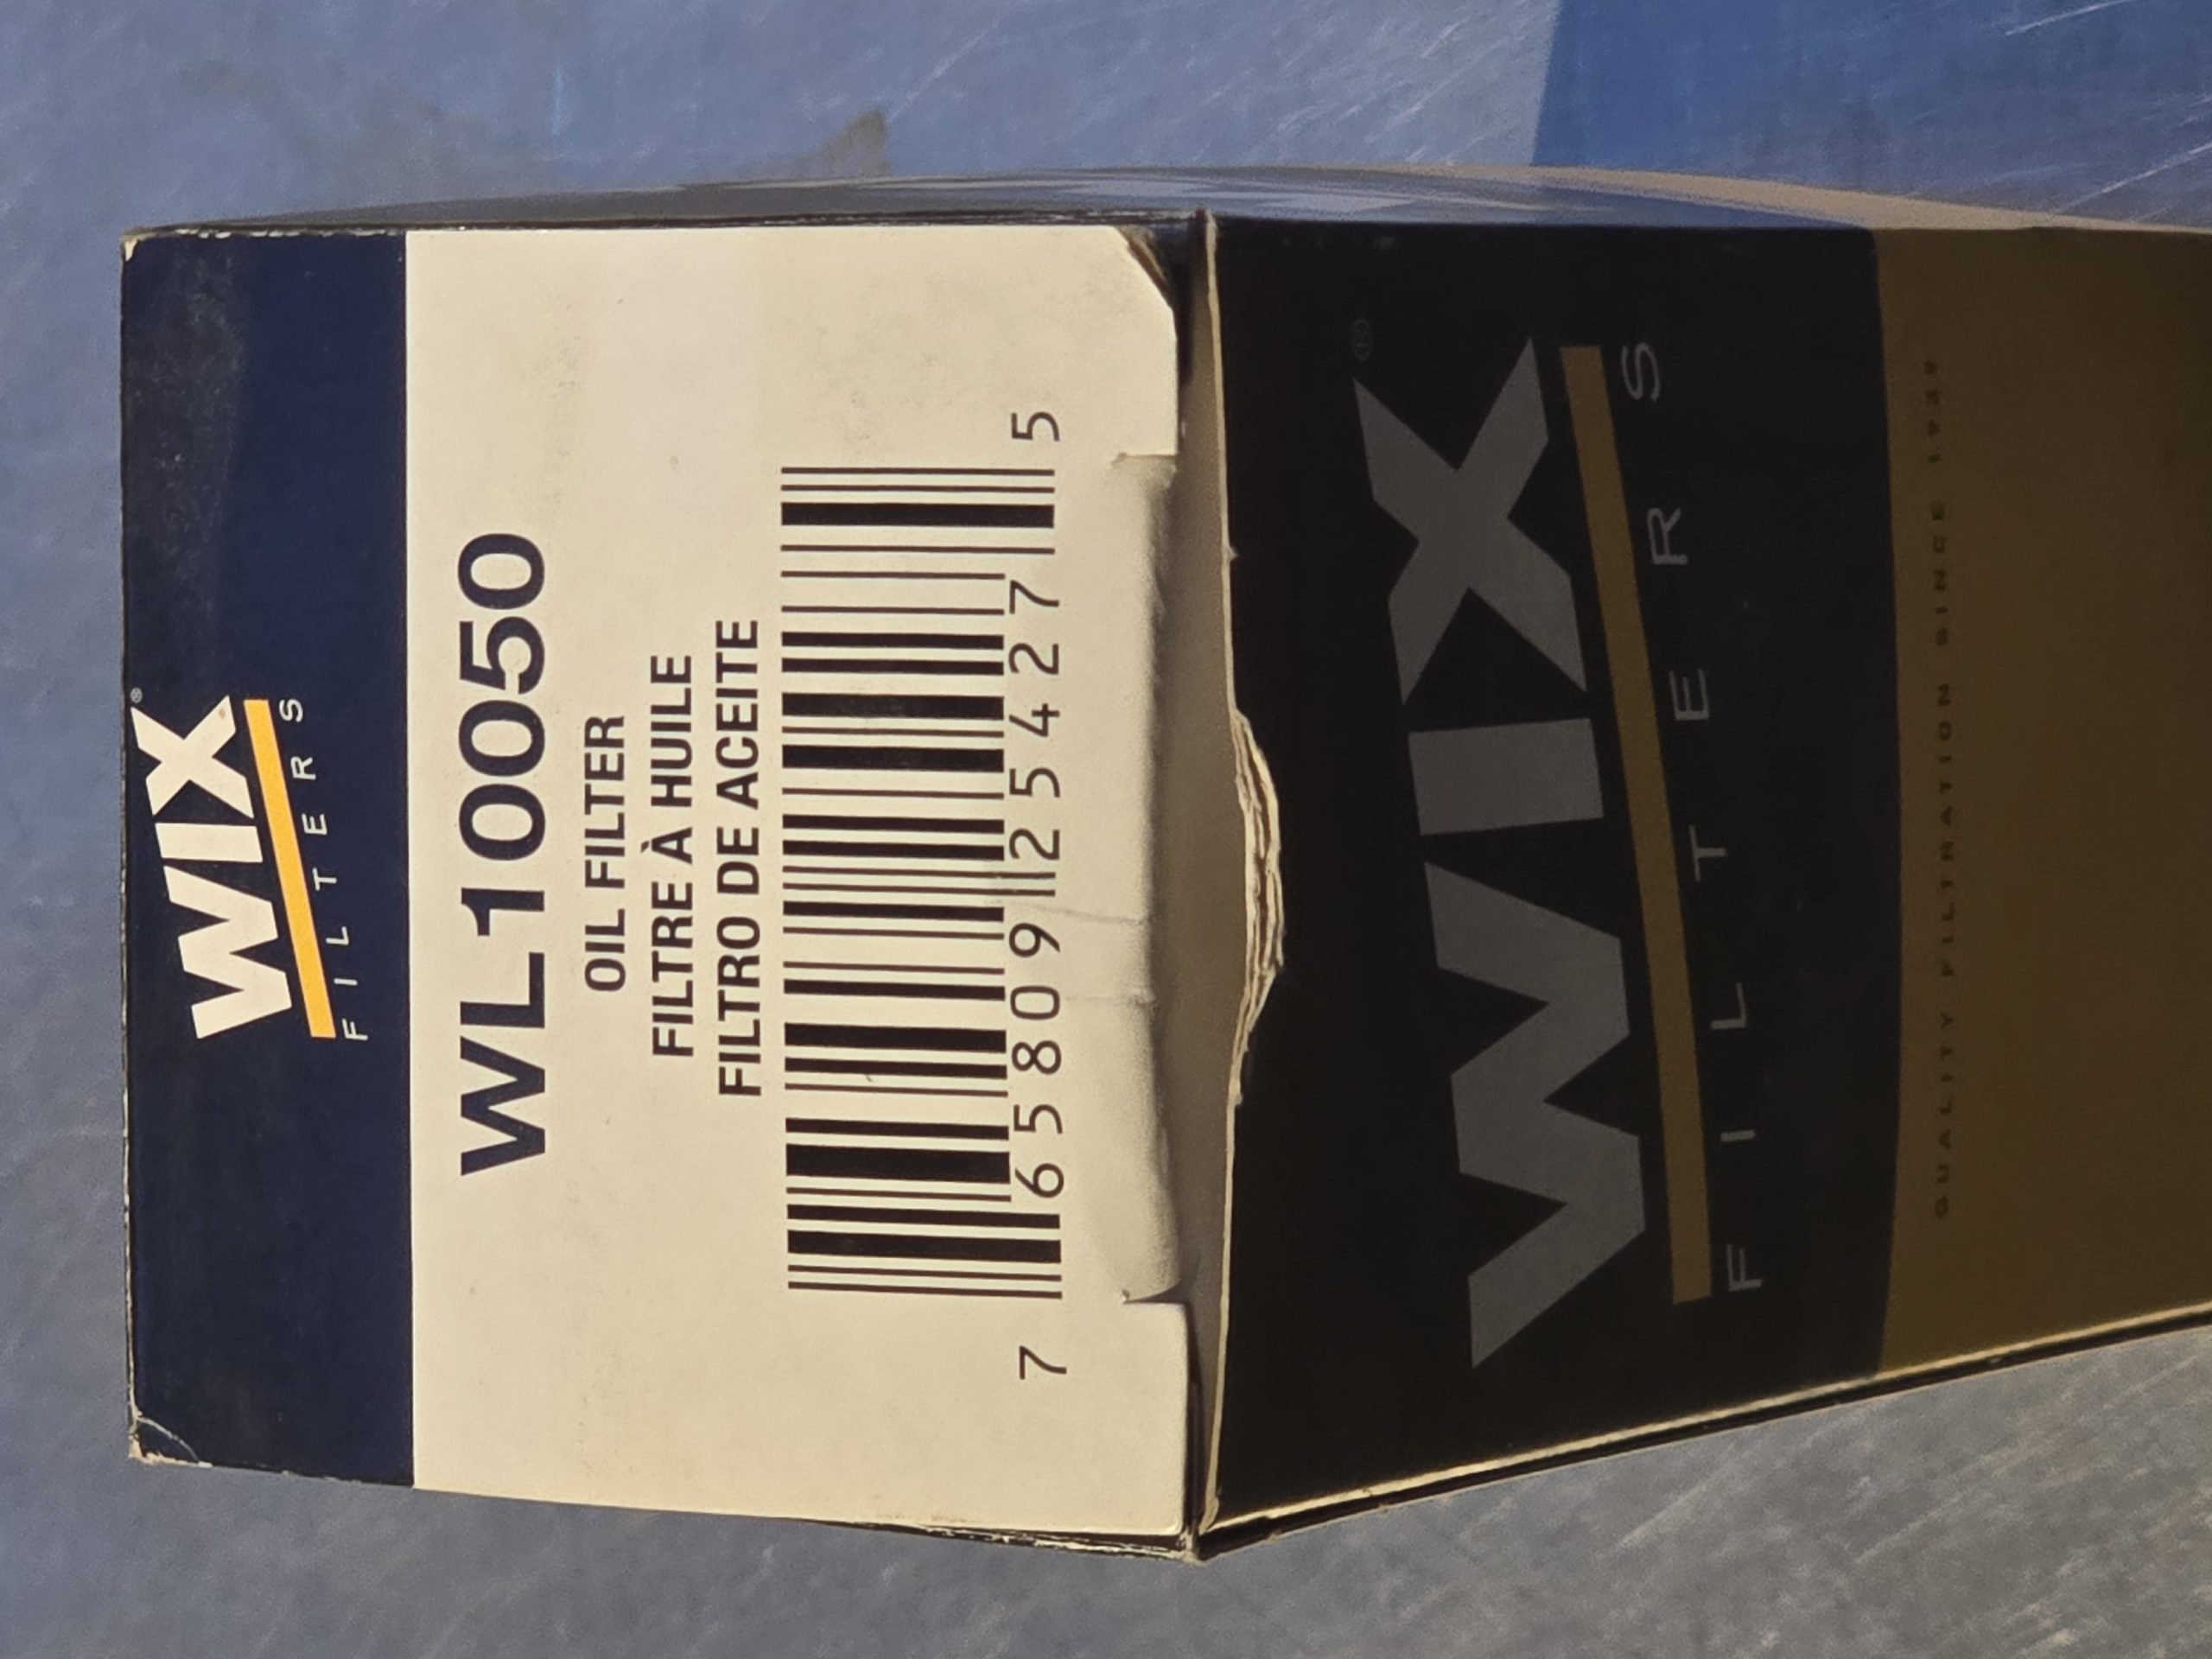 WIX®
FILTERS
WL10050
OIL FILTER
FILTRE À HUILE
FILTRO DE ACEITE
7 65809 25427 5
WIX®
FILTERS
QUALITY FILTRATION SINCE 1939